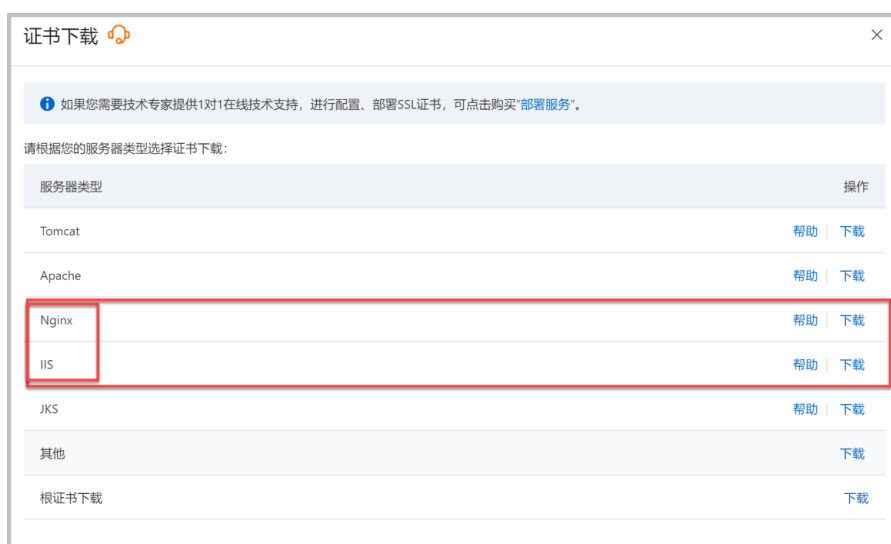 证书下载
如果您需要技术专家提供1对1在线技术支持，进行配置、部署SSL证书，可点击购买“部署服务”。
请根据您的服务器类型选择证书下载：
服务器类型 操作
Tomcat 帮助 下载
Apache 帮助 下载
Nginx 帮助 下载
IIS 帮助 下载
JKS 帮助 下载
其他 下载
根证书下载 下载